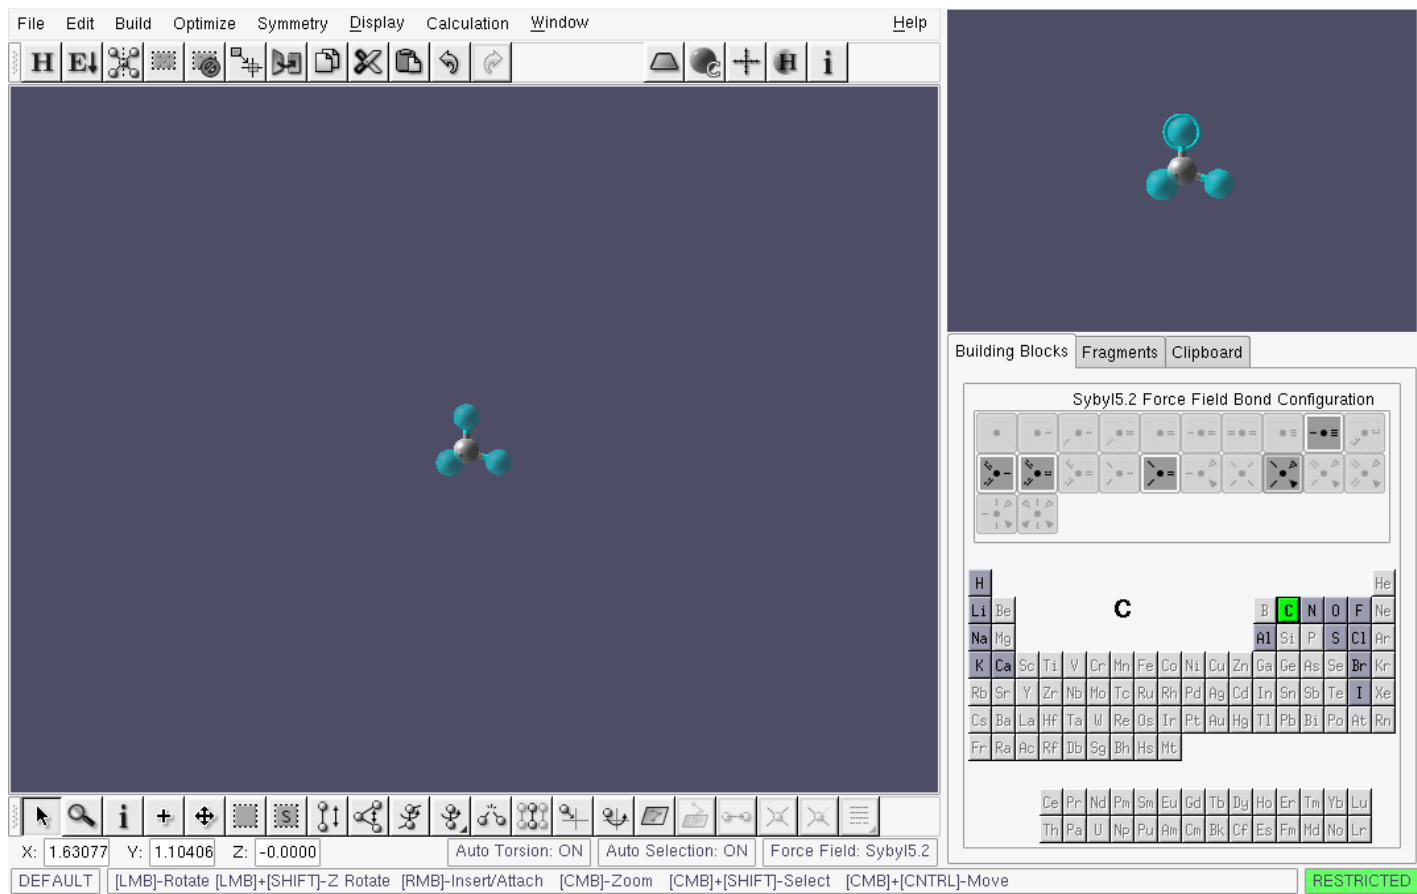 File Edit Build Optimize Symmetry Display Calculation Window Help
H E C H i
Building Blocks Fragments Clipboard
Sybyl5.2 Force Field Bond Configuration
C
H He
Li Be B C N O F Ne
Na Mg Al Si P S Cl Ar
K Ca Sc Ti V Cr Mn Fe Co Ni Cu Zn Ga Ge As Se Br Kr
Rb Sr Y Zr Nb Mo Tc Ru Rh Pd Ag Cd In Sn Sb Te I Xe
Cs Ba La Hf Ta W Re Os Ir Pt Au Hg Tl Pb Bi Po At Rn
Fr Ra Ac Rf Db Sg Bh Hs Mt
Ce Pr Nd Pm Sm Eu Gd Tb Dy Ho Er Tm Yb Lu
Th Pa U Np Pu Am Cm Bk Cf Es Fm Md No Lr
i S
X: 1.63077 Y: 1.10406 Z: -0.0000 Auto Torsion: ON Auto Selection: ON Force Field: Sybyl5.2
DEFAULT [LMB]-Rotate [LMB]+[SHIFT]-Z Rotate [RMB]-Insert/Attach [CMB]-Zoom [CMB]+[SHIFT]-Select [CMB]+[CNTRL]-Move RESTRICTED